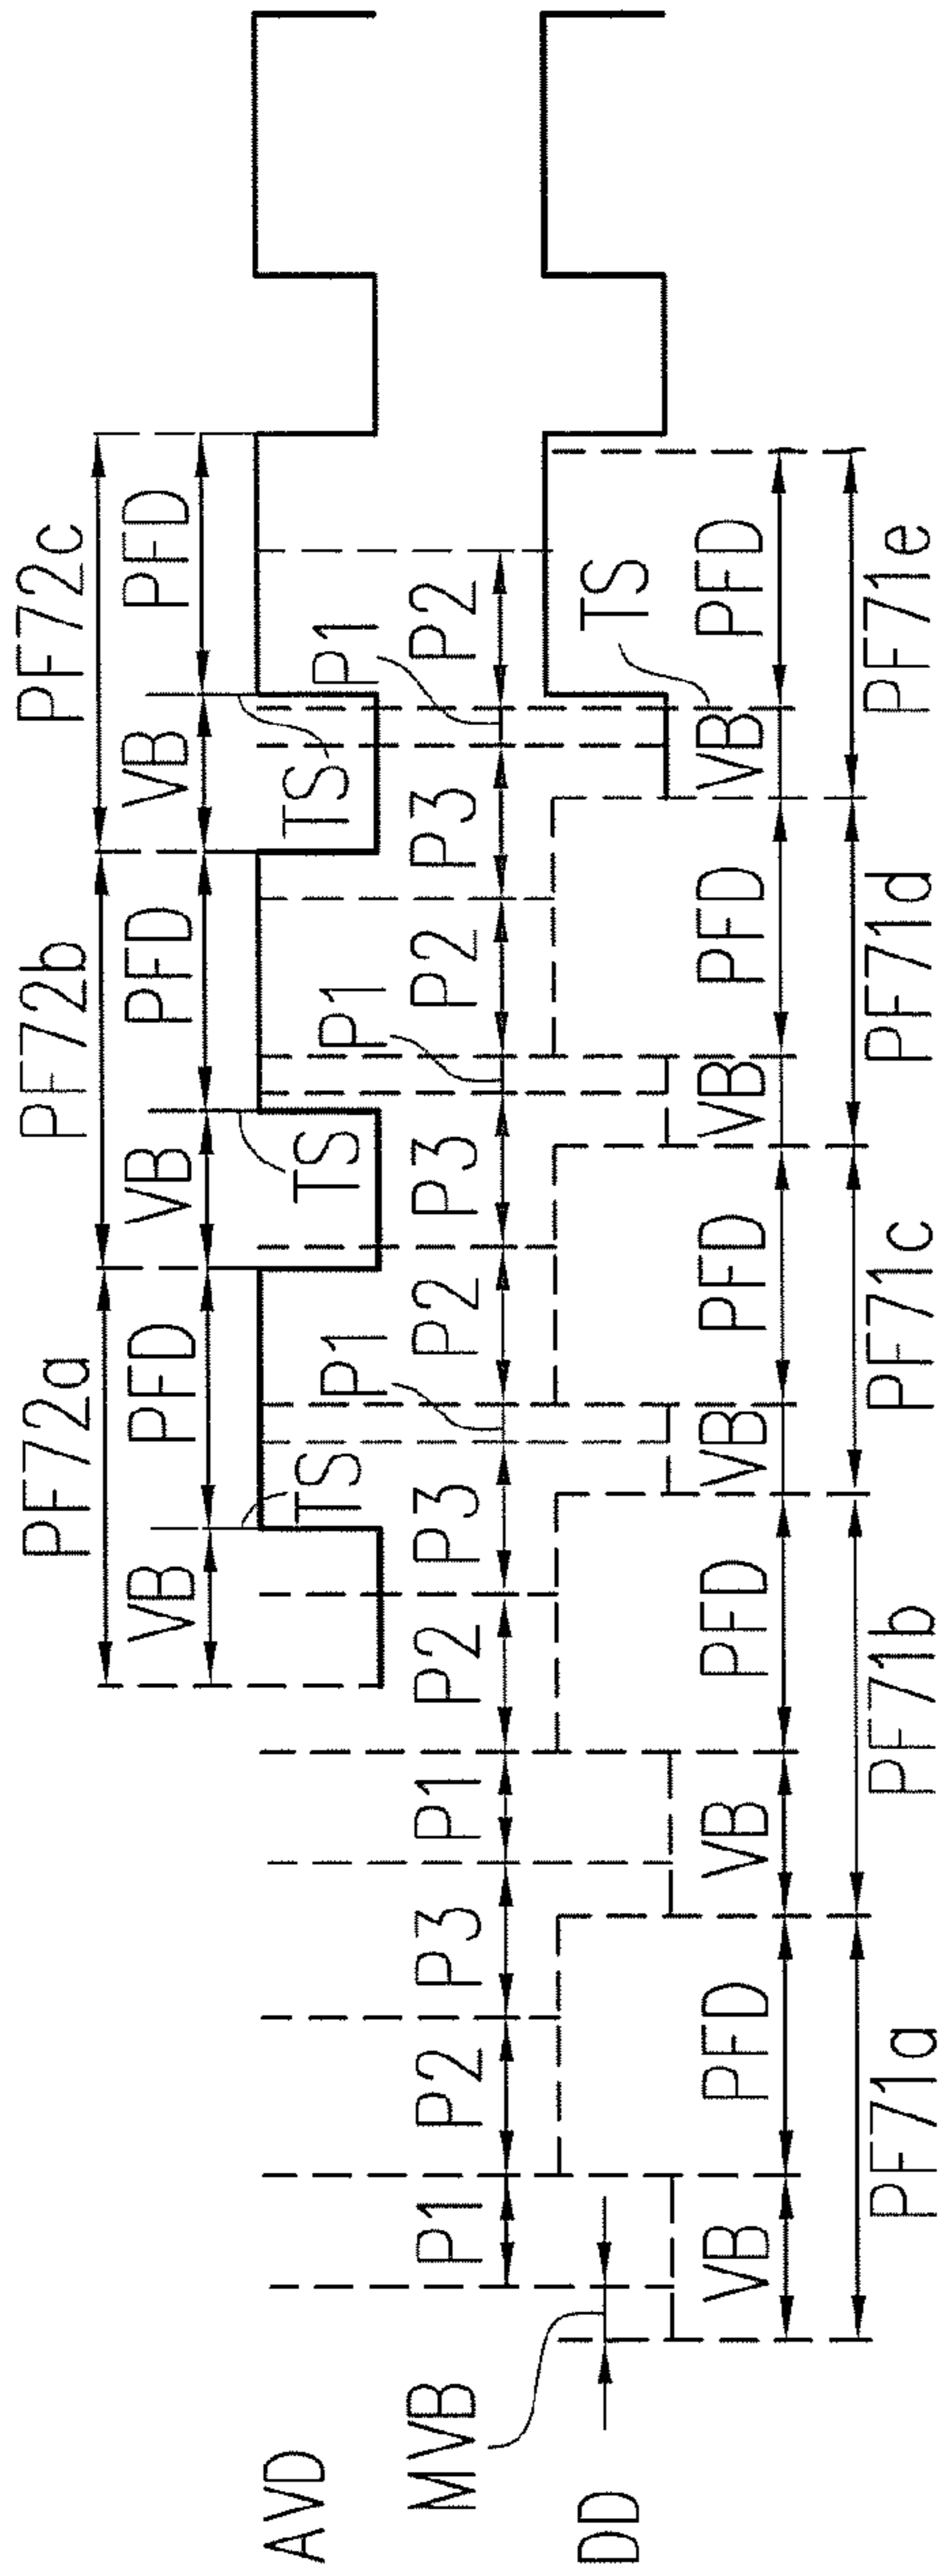 PF72a PF72b PF72c
VB PFD VB PFD VB PFD
AVD TS P1 TS P1 TS P1
MVB P1 P2 P3 P1 P2 P3 P2 P3 P2 P3 P2
DD TS
VB PFD VB PFD VB PFD VB PFD VB PFD
PF71a PF71b PF71c PF71d PF71e